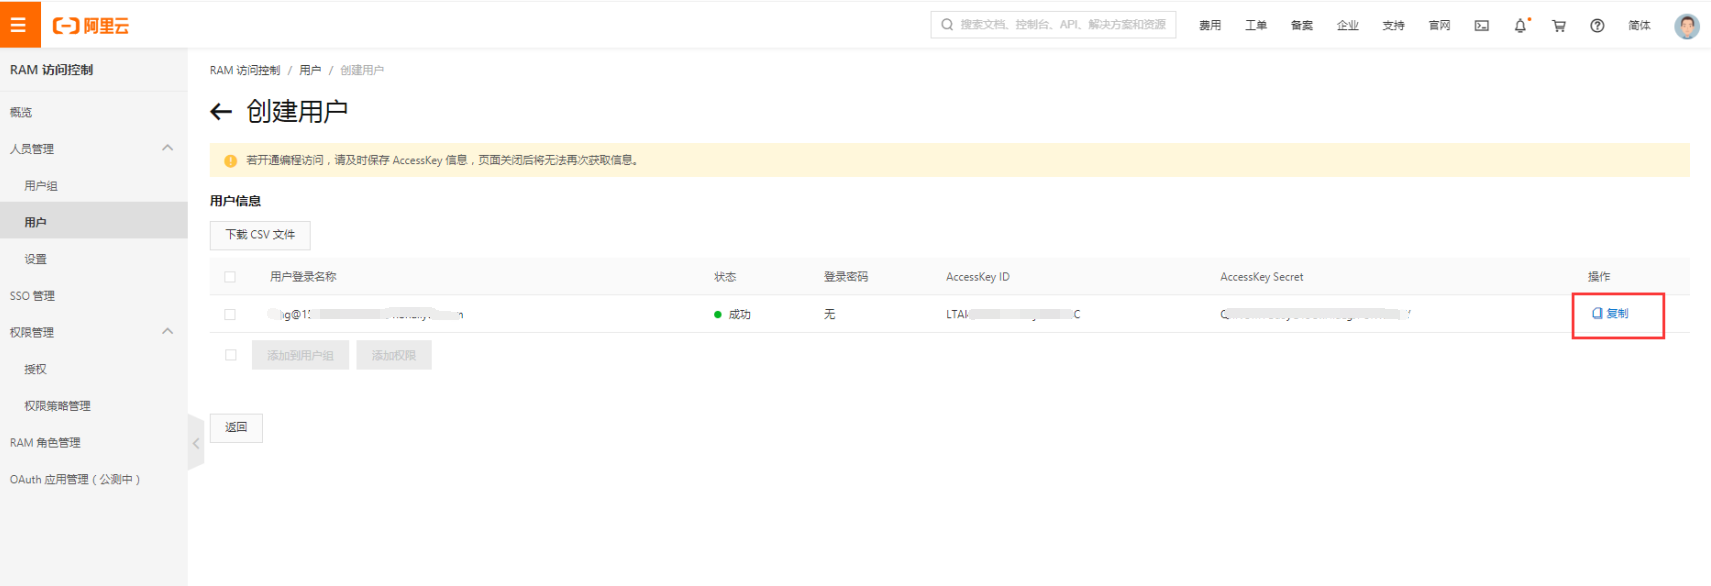 阿里云
搜索文档、控制台、API、解决方案和资源
费用 工单 备案 企业 支持 官网 简体
RAM 访问控制
概览
人员管理
用户组
用户
设置
SSO 管理
权限管理
授权
权限策略管理
RAM 角色管理
OAuth 应用管理（公测中）
RAM 访问控制 / 用户 / 创建用户
创建用户
若开通编程访问，请及时保存 AccessKey 信息，页面关闭后将无法再次获取信息。
用户信息
下载 CSV 文件
用户登录名称 状态 登录密码 AccessKey ID AccessKey Secret 操作
成功 无 复制
添加到用户组 添加权限
返回